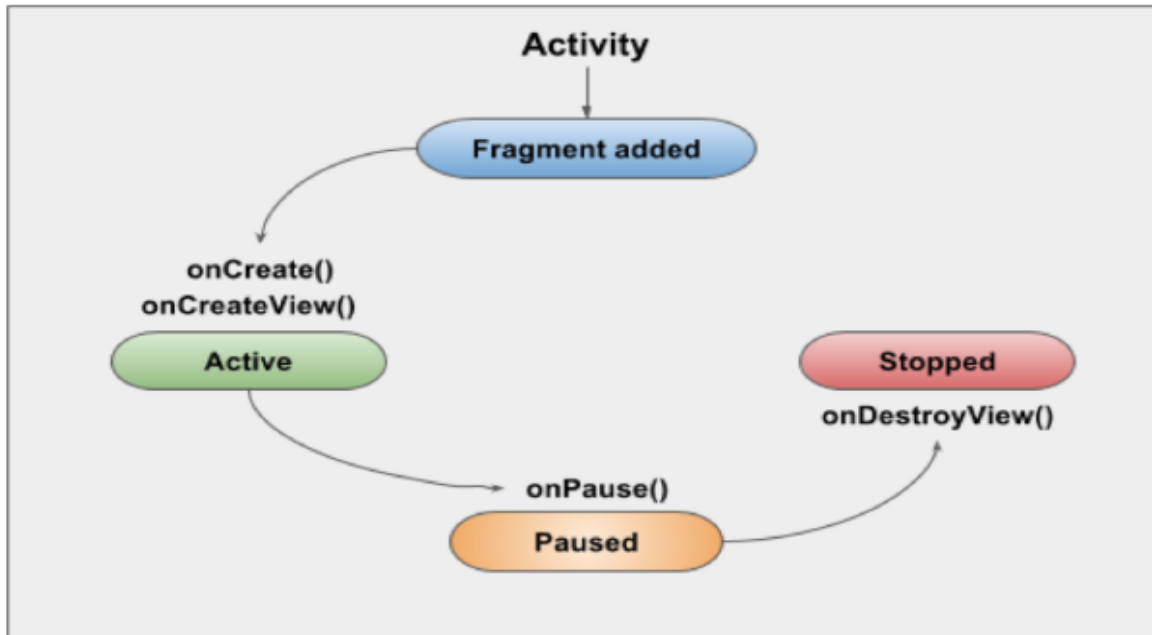 Activity
Fragment added
onCreate()
onCreateView()
Active
Stopped
onDestroyView()
onPause()
Paused